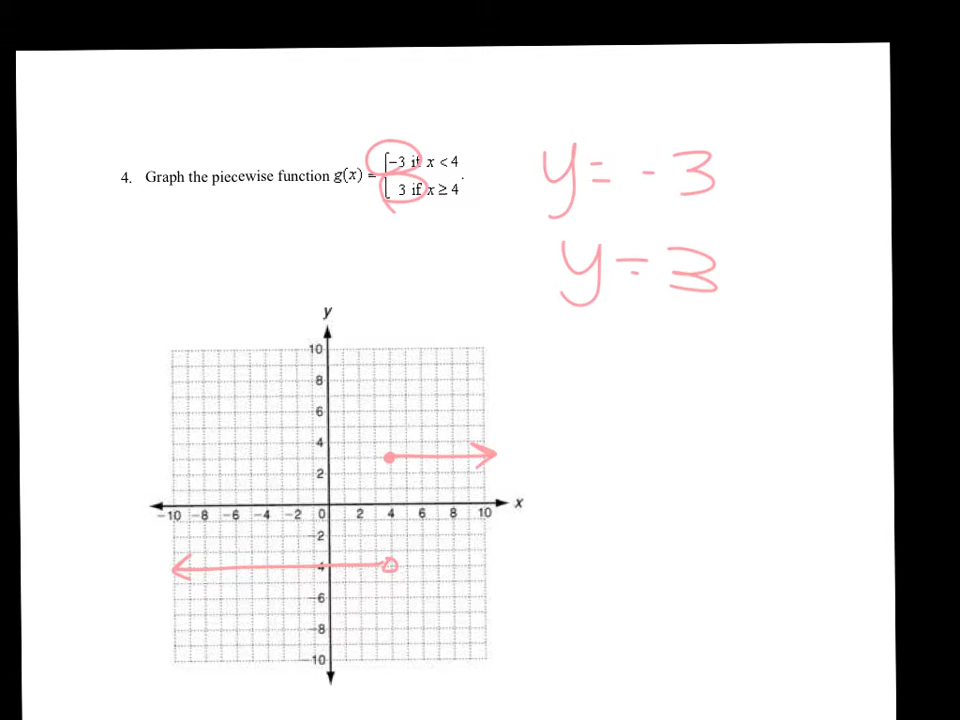 4. Graph the piecewise function g(x) = { -3 if x < 4
3 if x ≥ 4 .
y = - 3
y = 3
y
10
8
6
4
2
-10 -8 -6 -4 -2 0 2 4 6 8 10 x
-2
-4
-6
-8
-10